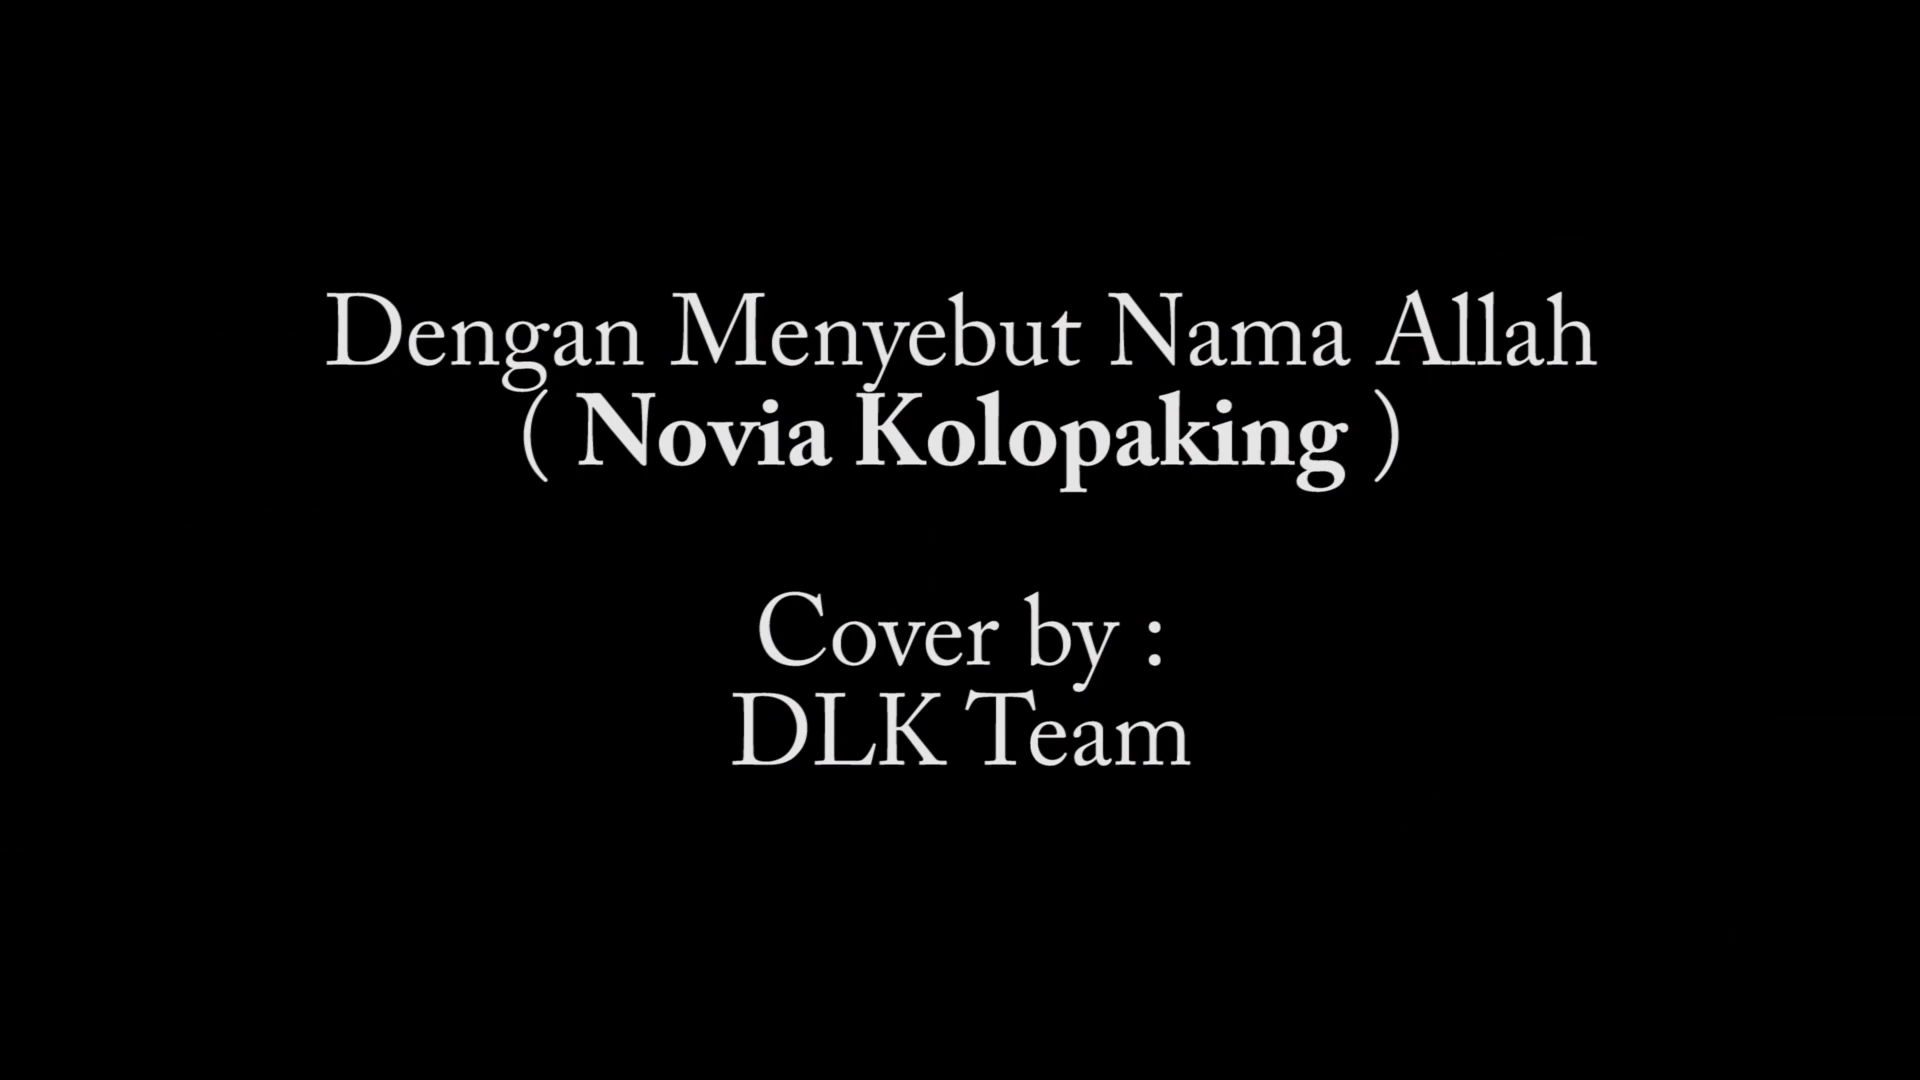 Dengan Menyebut Nama Allah
( Novia Kolopaking )
Cover by :
DLK Team